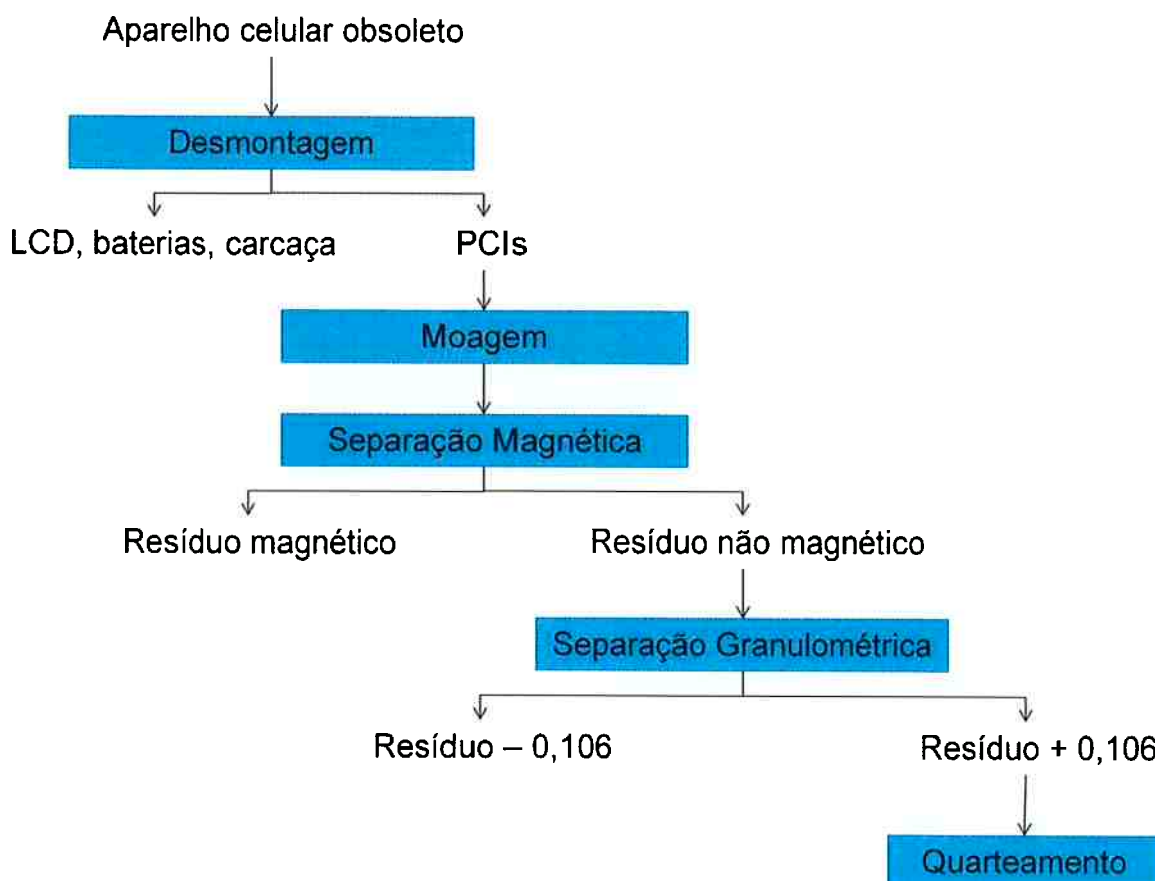 Aparelho celular obsoleto
Desmontagem
LCD, baterias, carcaça
PCIs
Moagem
Separação Magnética
Resíduo magnético
Resíduo não magnético
Separação Granulométrica
Resíduo – 0,106
Resíduo + 0,106
Quarteamento